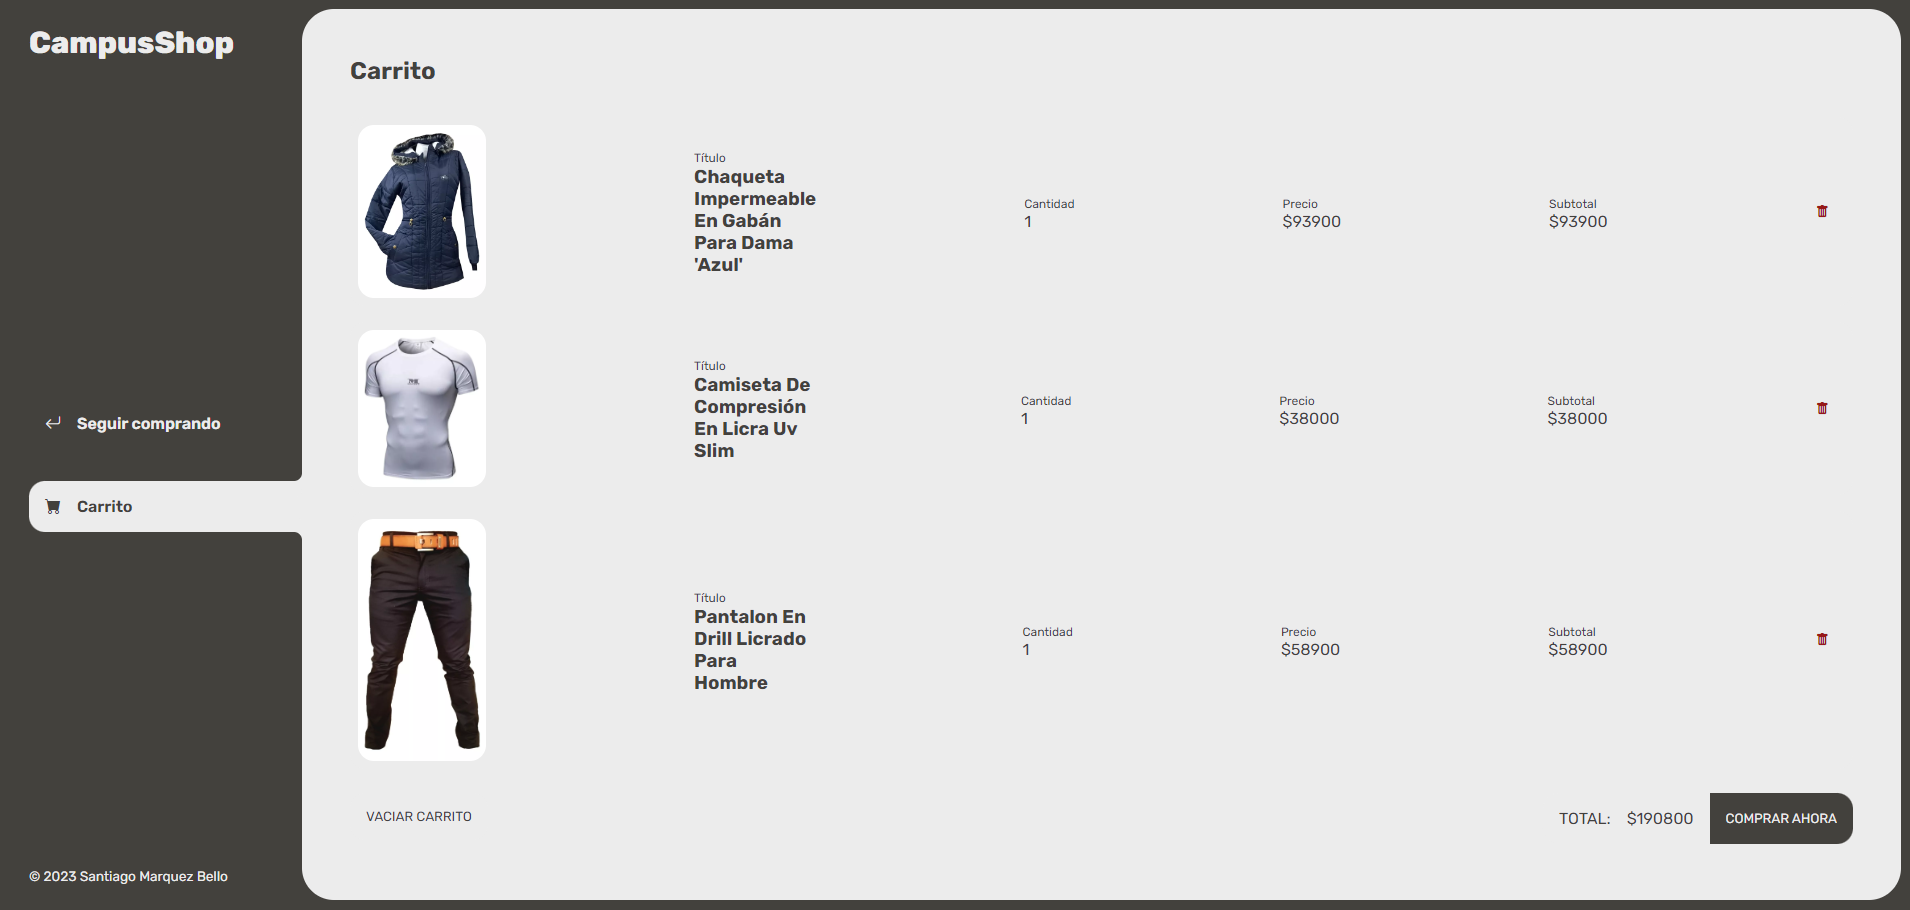 CampusShop
Seguir comprando
Carrito
© 2023 Santiago Marquez Bello
Carrito
Título
Chaqueta
Impermeable
En Gabán
Para Dama
'Azul'
Cantidad
1
Precio
$93900
Subtotal
$93900
Título
Camiseta De
Compresión
En Licra Uv
Slim
Cantidad
1
Precio
$38000
Subtotal
$38000
Título
Pantalon En
Drill Licrado
Para
Hombre
Cantidad
1
Precio
$58900
Subtotal
$58900
VACIAR CARRITO
TOTAL: $190800
COMPRAR AHORA